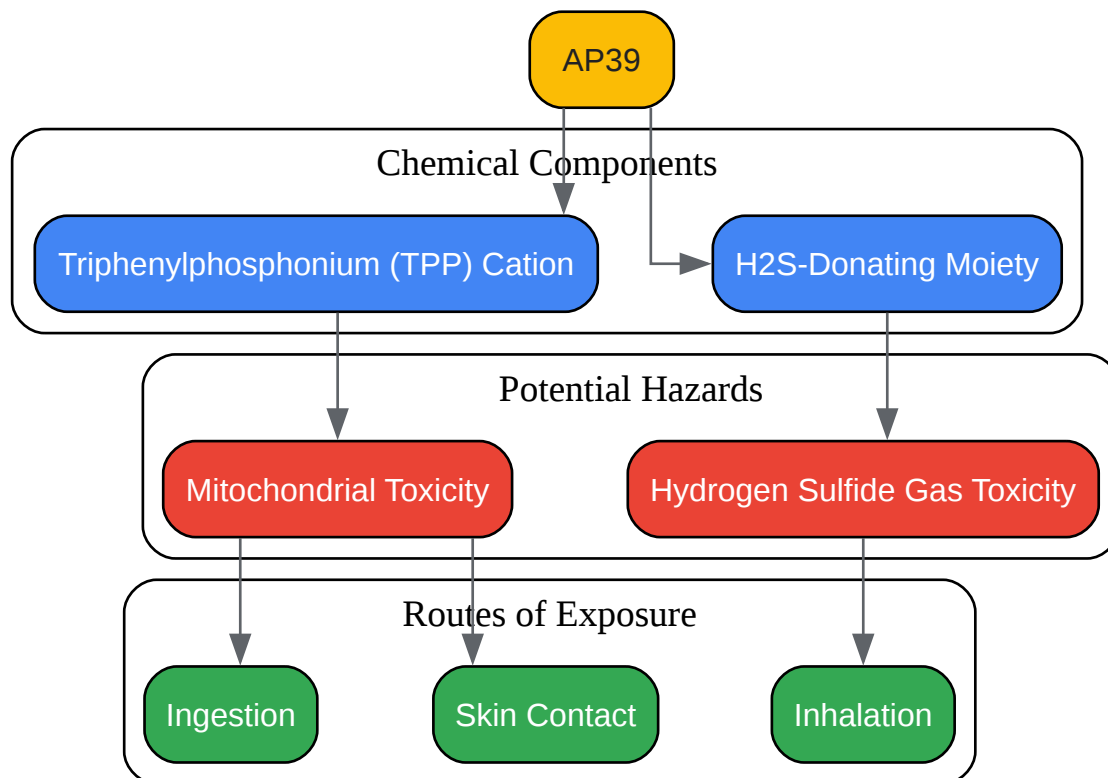 AP39
Chemical Components
Triphenylphosphonium (TPP) Cation
H2S-Donating Moiety
Potential Hazards
Mitochondrial Toxicity
Hydrogen Sulfide Gas Toxicity
Routes of Exposure
Ingestion
Skin Contact
Inhalation